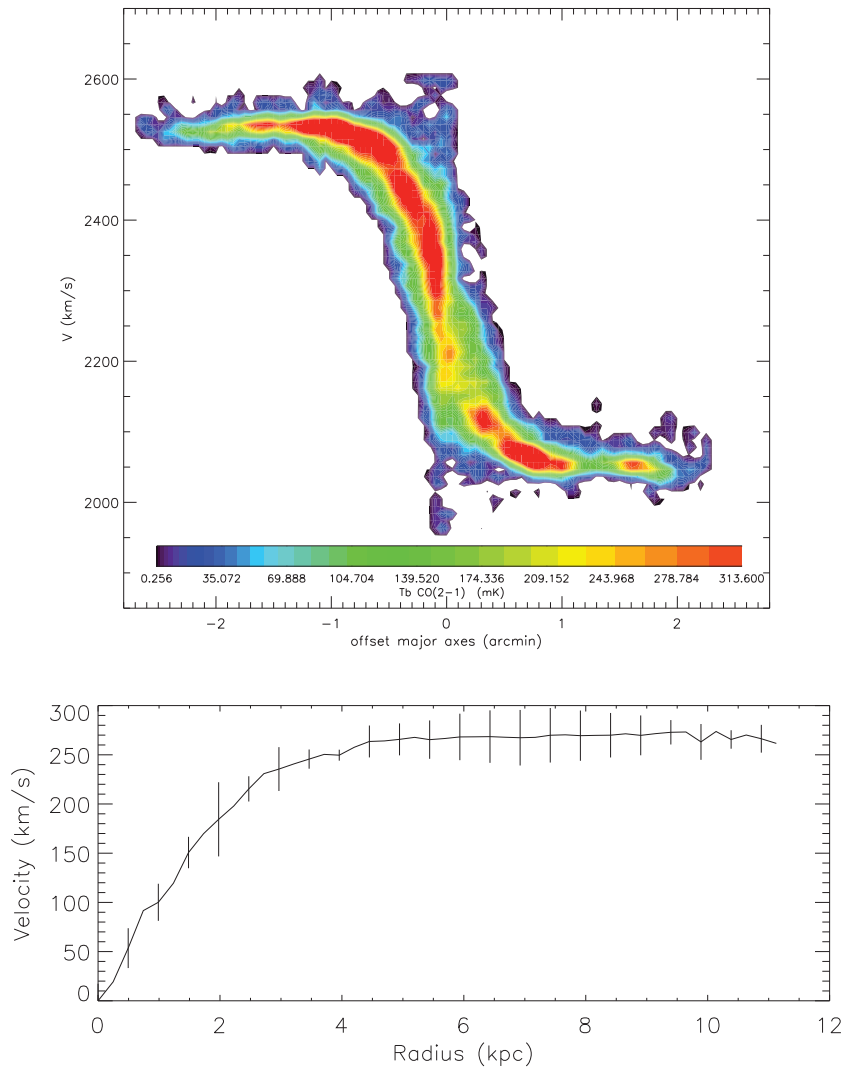 2600
2400
2200
2000
V (km/s)
0.256 35.072 69.888 104.704 139.520 174.336 209.152 243.968 278.784 313.600
Tb CO(2-1) (mK)
-2 -1 0 1 2
offset major axes (arcmin)
300
250
200
150
100
50
0
Velocity (km/s)
0 2 4 6 8 10 12
Radius (kpc)